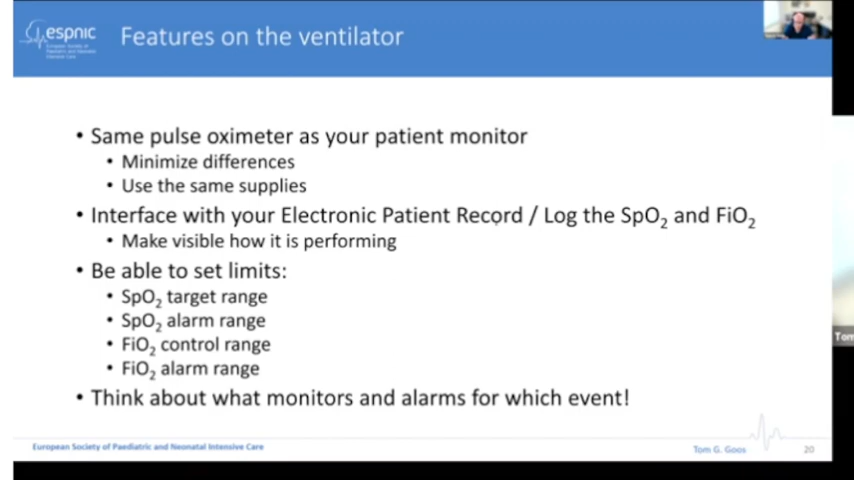 espnic
European Society of
Paediatric and Neonatal
Intensive Care
Features on the ventilator
• Same pulse oximeter as your patient monitor
• Minimize differences
• Use the same supplies
• Interface with your Electronic Patient Record / Log the SpO₂ and FiO₂
• Make visible how it is performing
• Be able to set limits:
• SpO₂ target range
• SpO₂ alarm range
• FiO₂ control range
• FiO₂ alarm range
• Think about what monitors and alarms for which event!
European Society of Paediatric and Neonatal Intensive Care
Tom G. Goos
20
Tom